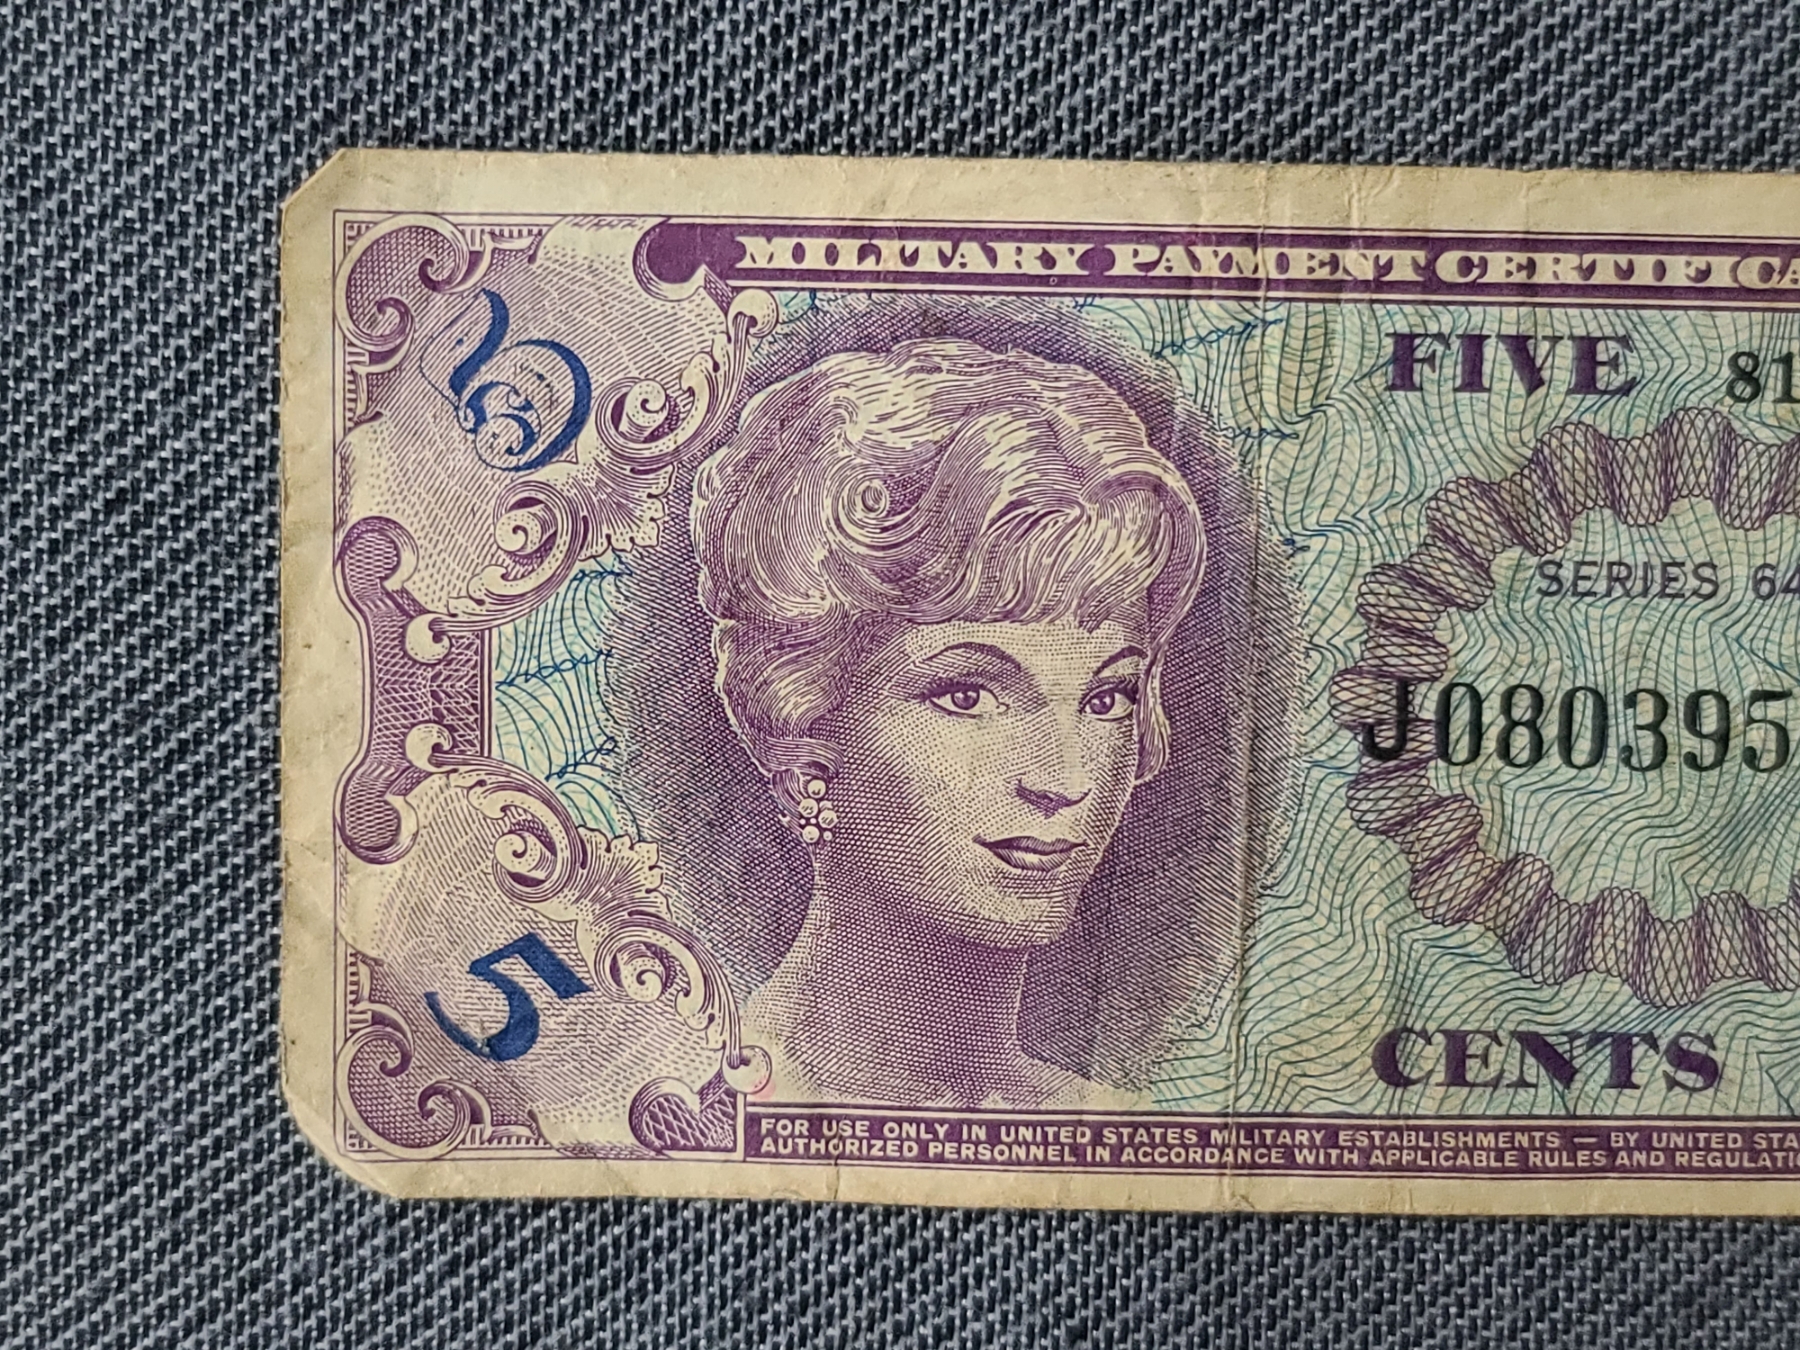 MILITARY PAYMENT CERTIFICA
5
FIVE
81
SERIES 64
J080395
5
CENTS
FOR USE ONLY IN UNITED STATES MILITARY ESTABLISHMENTS — BY UNITED STA
AUTHORIZED PERSONNEL IN ACCORDANCE WITH APPLICABLE RULES AND REGULATI